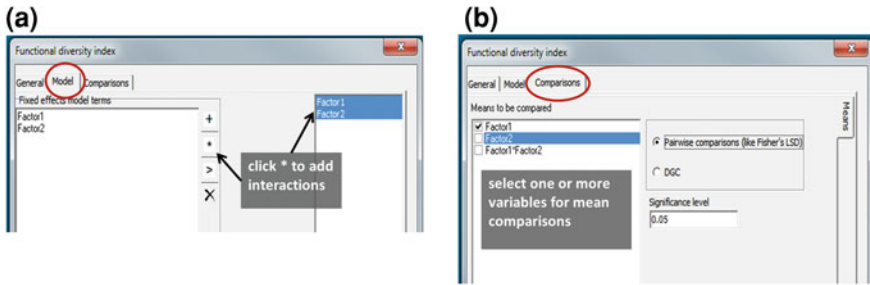 (a)
Functional diversity index
X
General | Model | Comparisons |
Fixed effects model terms
Factor1
Factor2
+
*
>
X
Factor1
Factor2
click * to add
interactions
(b)
Functional diversity index
X
General | Model | Comparisons |
Means to be compared
Factor1
Factor2
Factor1*Factor2
select one or more
variables for mean
comparisons
Pairwise comparisons (like Fisher's LSD)
DGC
Significance level
0.05
Means